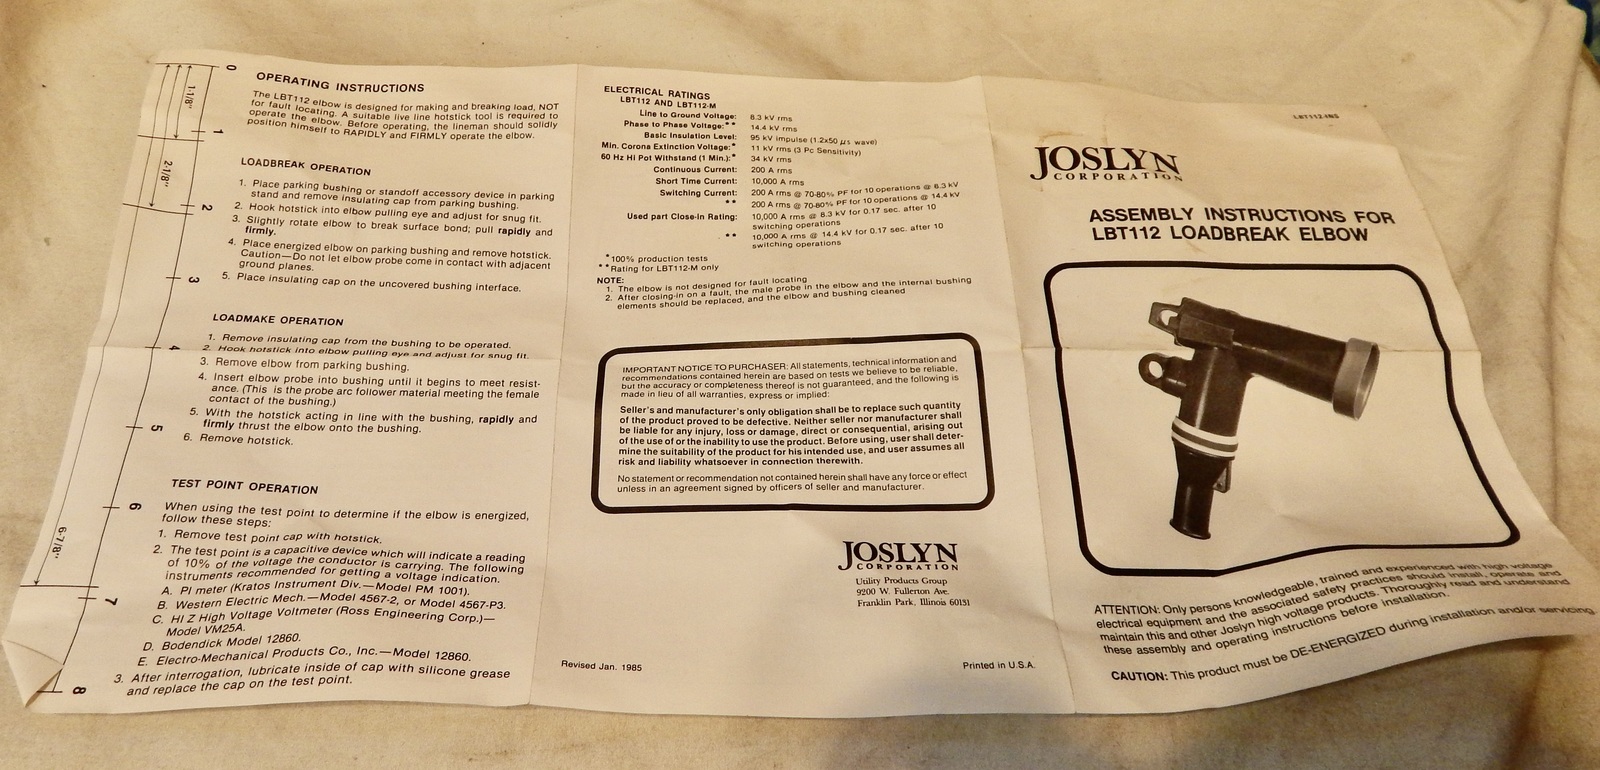 0
1
2
3
4
5
6
7
8
1-1/8"
2-1/8"
6-7/8"
OPERATING INSTRUCTIONS
The LBT112 elbow is designed for making and breaking load, NOT
for fault locating. A suitable live line hotstick tool is required to
operate the elbow. Before operating, the lineman should solidly
position himself to RAPIDLY and FIRMLY operate the elbow.
LOADBREAK OPERATION
1. Place parking bushing or standoff accessory device in parking
stand and remove insulating cap from parking bushing.
2. Hook hotstick into elbow pulling eye and adjust for snug fit.
3. Slightly rotate elbow to break surface bond; pull rapidly and
firmly.
4. Place energized elbow on parking bushing and remove hotstick.
Caution—Do not let elbow probe come in contact with adjacent
ground planes.
5. Place insulating cap on the uncovered bushing interface.
LOADMAKE OPERATION
1. Remove insulating cap from the bushing to be operated.
2. Hook hotstick into elbow pulling eye and adjust for snug fit.
3. Remove elbow from parking bushing.
4. Insert elbow probe into bushing until it begins to meet resist-
ance. (This is the probe arc follower material meeting the female
contact of the bushing.)
5. With the hotstick acting in line with the bushing, rapidly and
firmly thrust the elbow onto the bushing.
6. Remove hotstick.
TEST POINT OPERATION
When using the test point to determine if the elbow is energized,
follow these steps:
1. Remove test point cap with hotstick.
2. The test point is a capacitive device which will indicate a reading
of 10% of the voltage the conductor is carrying. The following
instruments recommended for getting a voltage indication.
A. PI meter (Kratos Instrument Div.—Model PM 1001).
B. Western Electric Mech.—Model 4567-2, or Model 4567-P3.
C. HI Z High Voltage Voltmeter (Ross Engineering Corp.)—
Model VM25A.
D. Bodendick Model 12860.
E. Electro-Mechanical Products Co., Inc.—Model 12860.
3. After interrogation, lubricate inside of cap with silicone grease
and replace the cap on the test point.
ELECTRICAL RATINGS
LBT112 AND LBT112-M
Line to Ground Voltage: 8.3 kV rms
Phase to Phase Voltage:** 14.4 kV rms
Basic Insulation Level: 95 kV impulse (1.2x50 µs wave)
Min. Corona Extinction Voltage:* 11 kV rms (3 Pc Sensitivity)
60 Hz Hi Pot Withstand (1 Min.):* 34 kV rms
Continuous Current: 200 A rms
Short Time Current: 10,000 A rms
Switching Current: 200 A rms @ 70-80% PF for 10 operations @ 8.3 kV
** 200 A rms @ 70-80% PF for 10 operations @ 14.4 kV
Used part Close-in Rating: 10,000 A rms @ 8.3 kV for 0.17 sec. after 10
switching operations
** 10,000 A rms @ 14.4 kV for 0.17 sec. after 10
switching operations
*100% production tests
**Rating for LBT112-M only
NOTE:
1. The elbow is not designed for fault locating
2. After closing-in on a fault, the male probe in the elbow and the internal bushing
elements should be replaced, and the elbow and bushing cleaned
IMPORTANT NOTICE TO PURCHASER: All statements, technical information and
recommendations contained herein are based on tests we believe to be reliable,
but the accuracy or completeness thereof is not guaranteed, and the following is
made in lieu of all warranties, express or implied:
Seller's and manufacturer's only obligation shall be to replace such quantity
of the product proved to be defective. Neither seller nor manufacturer shall
be liable for any injury, loss or damage, direct or consequential, arising out
of the use of or the inability to use the product. Before using, user shall deter-
mine the suitability of the product for his intended use, and user assumes all
risk and liability whatsoever in connection therewith.
No statement or recommendation not contained herein shall have any force or effect
unless in an agreement signed by officers of seller and manufacturer.
JOSLYN
CORPORATION
Utility Products Group
9200 W. Fullerton Ave.
Franklin Park, Illinois 60131
Revised Jan. 1985
Printed in U.S.A.
LBT112-INS
JOSLYN
CORPORATION
ASSEMBLY INSTRUCTIONS FOR
LBT112 LOADBREAK ELBOW
ATTENTION: Only persons knowledgeable, trained and experienced with high voltage
electrical equipment and the associated safety practices should install, operate and
maintain this and other Joslyn high voltage products. Thoroughly read and understand
these assembly and operating instructions before installation.
CAUTION: This product must be DE-ENERGIZED during installation and/or servicing.